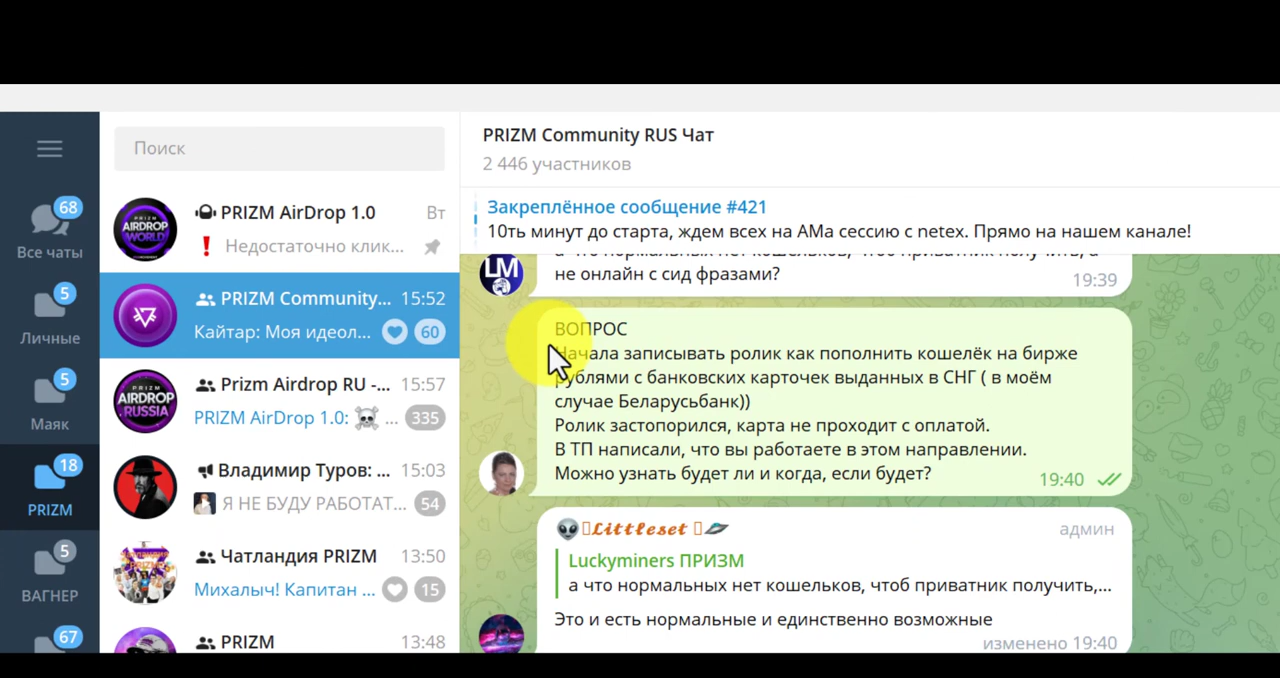 68
Все чаты
5
Личные
5
Маяк
18
PRIZM
5
ВАГНЕР
67
Поиск
AIRDROP
WORLD
PRIZM AirDrop 1.0
Вт
Недостаточно клик...
PRIZM Community...
15:52
Кайтар: Моя идеол...
60
PRIZM
AIRDROP
RUSSIA
Prizm Airdrop RU -...
15:57
PRIZM AirDrop 1.0: ☠️ ...
335
Владимир Туров: ...
15:03
Я НЕ БУДУ РАБОТАТ...
54
Чатландия PRIZM
13:50
Михалыч! Капитан ...
15
PRIZM
13:48
PRIZM Community RUS Чат
2 446 участников
Закреплённое сообщение #421
10ть минут до старта, ждем всех на АМа сессию с netex. Прямо на нашем канале!
LM
не онлайн с сид фразами?
19:39
ВОПРОС
Начала записывать ролик как пополнить кошелёк на бирже
рублями с банковских карточек выданных в СНГ ( в моём
случае Беларусьбанк))
Ролик застопорился, карта не проходит с оплатой.
В ТП написали, что вы работаете в этом направлении.
Можно узнать будет ли и когда, если будет?
19:40
Littleset
админ
Luckyminers ПРИЗМ
а что нормальных нет кошельков, чтоб приватник получить,...
Это и есть нормальные и единственно возможные
изменено 19:40